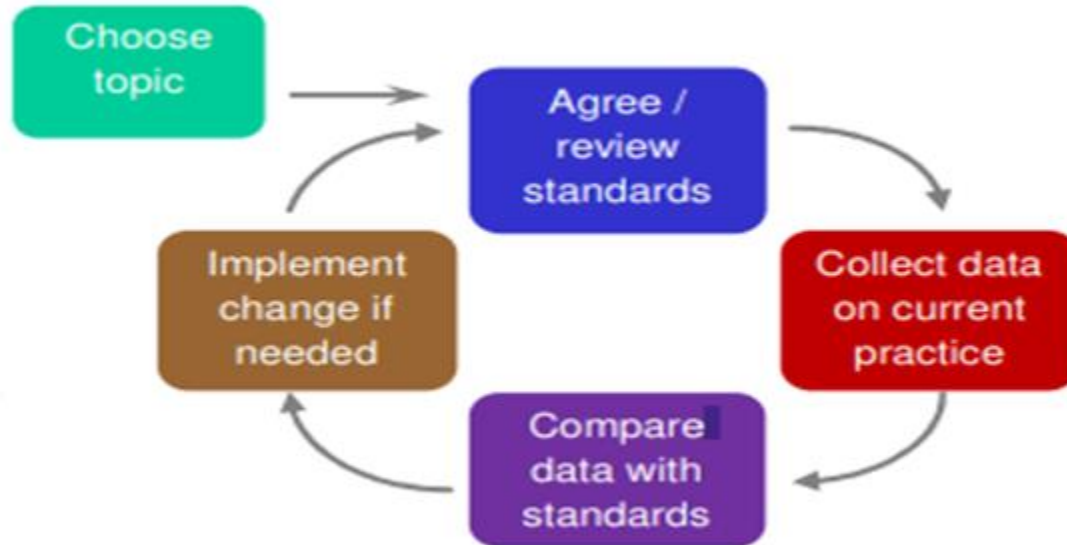 Choose
topic
Agree /
review
standards
Collect data
on current
practice
Compare
data with
standards
Implement
change if
needed